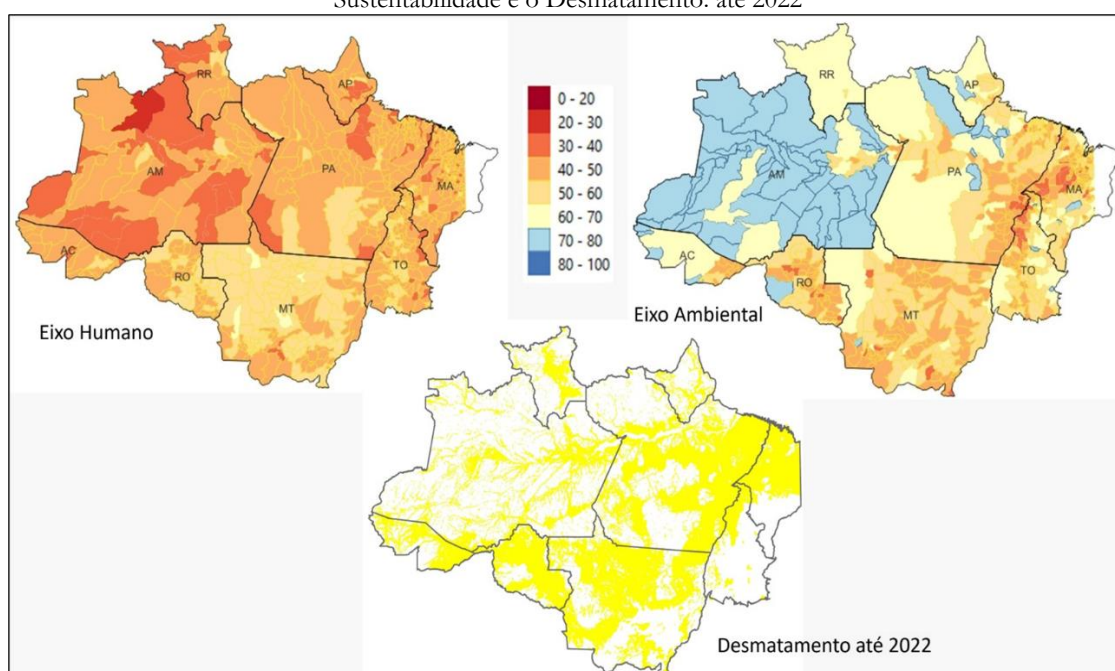 Sustentabilidade e o Desmatamento: até 2022
RR
AP
AM
PA
MA
AC
RO
TO
MT
Eixo Humano
0 - 20
20 - 30
30 - 40
40 - 50
50 - 60
60 - 70
70 - 80
80 - 100
RR
AP
AM
PA
MA
AC
RO
TO
MT
Eixo Ambiental
Desmatamento até 2022